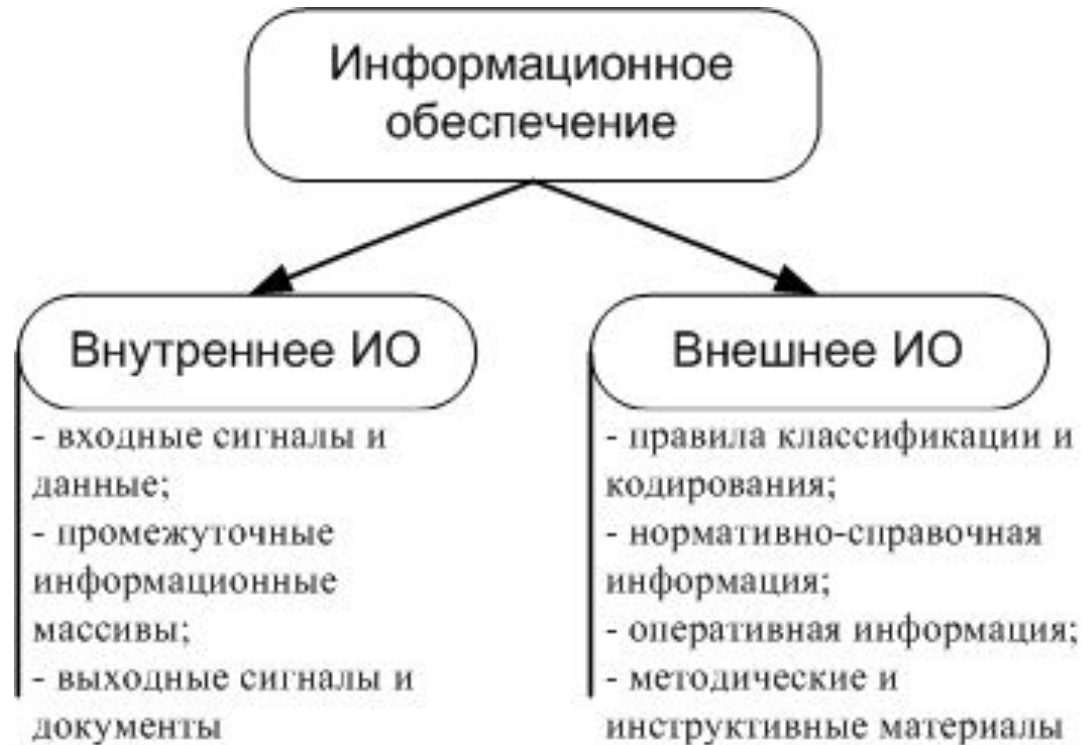 Информационное
обеспечение
Внутреннее ИО
- входные сигналы и
данные;
- промежуточные
информационные
массивы;
- выходные сигналы и
документы
Внешнее ИО
- правила классификации и
кодирования;
- нормативно-справочная
информация;
- оперативная информация;
- методические и
инструктивные материалы